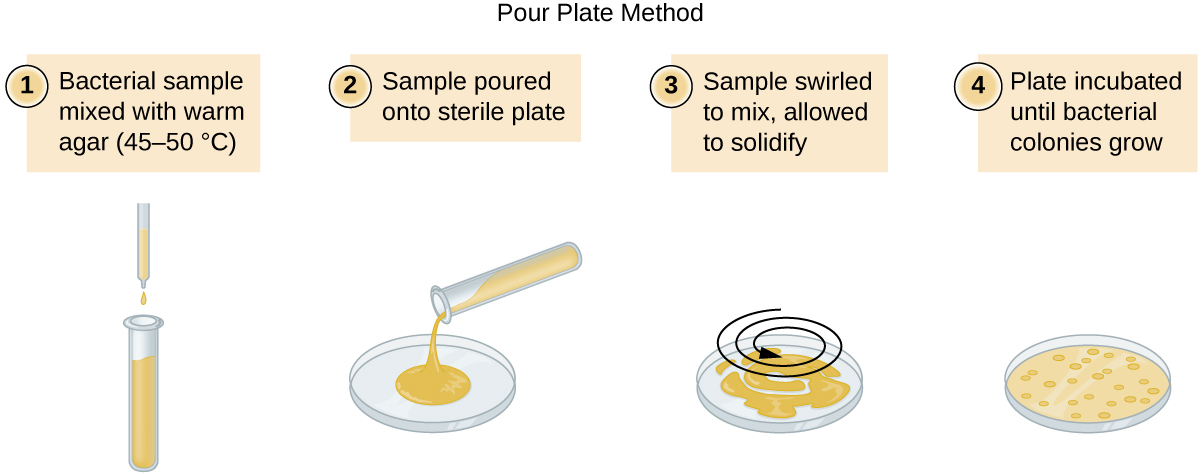 Pour Plate Method
1
Bacterial sample
mixed with warm
agar (45–50 °C)
2
Sample poured
onto sterile plate
3
Sample swirled
to mix, allowed
to solidify
4
Plate incubated
until bacterial
colonies grow